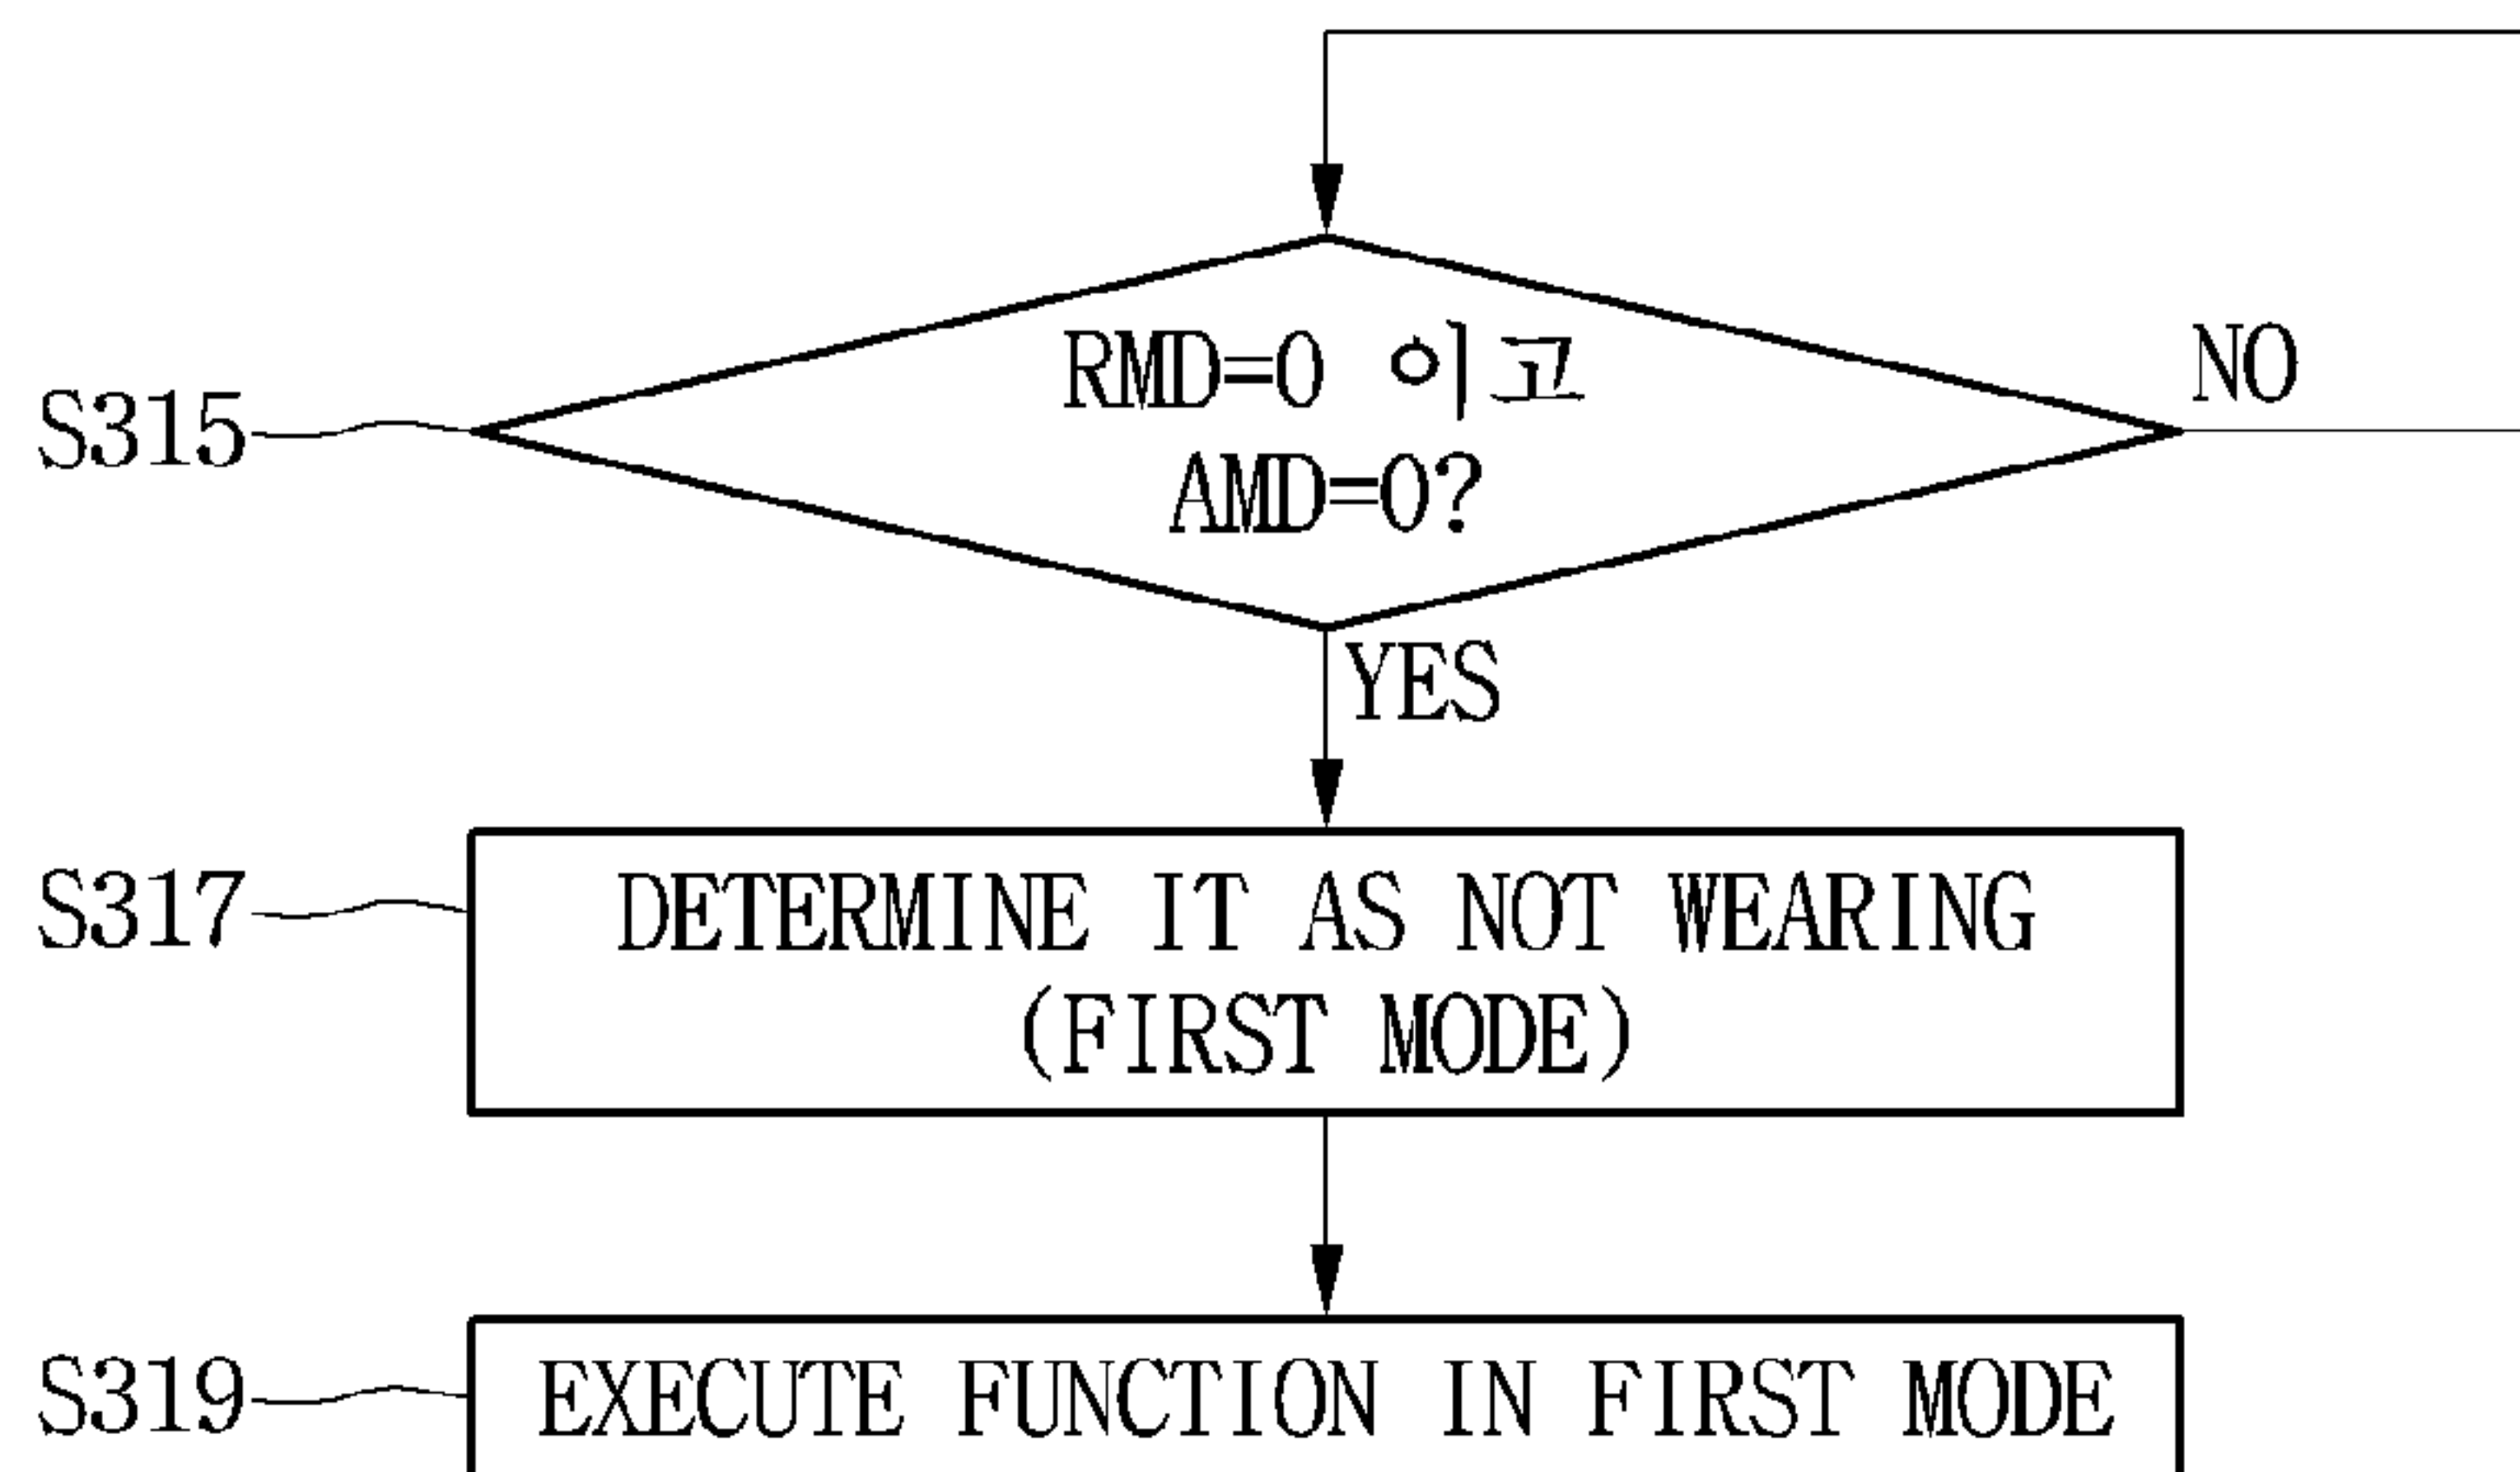 RMD=0 이고
AMD=0?
NO
S315
YES
S317
DETERMINE IT AS NOT WEARING
(FIRST MODE)
S319
EXECUTE FUNCTION IN FIRST MODE